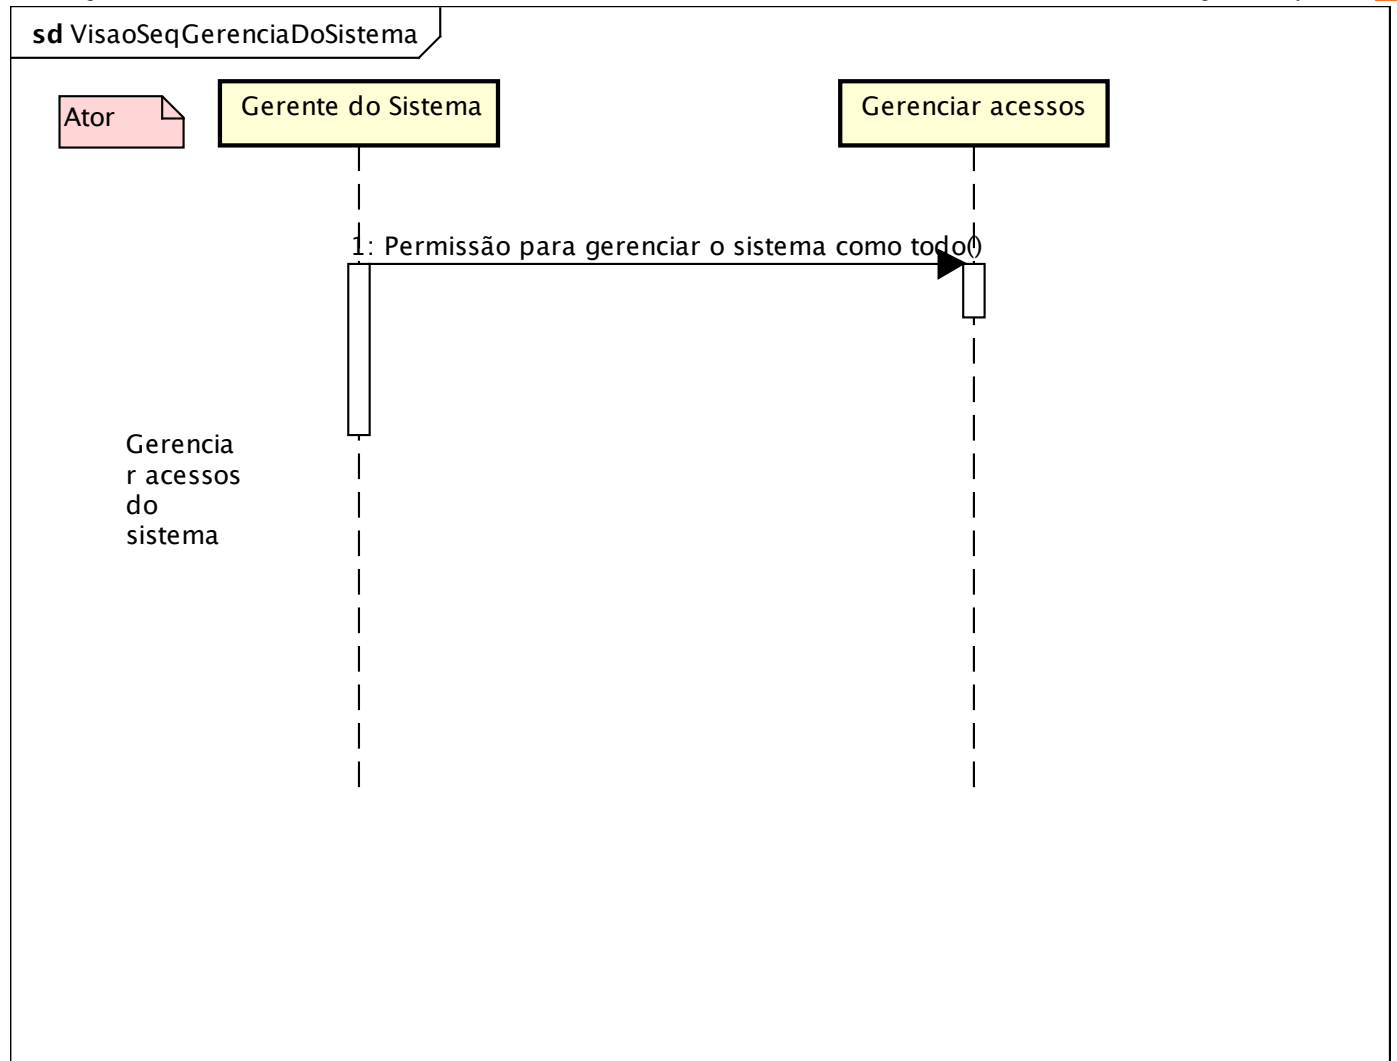 sd VisaoSeqGerenciaDoSistema
Ator
Gerente do Sistema
Gerenciar acessos
1: Permissão para gerenciar o sistema como todo()
Gerencia
r acessos
do
sistema